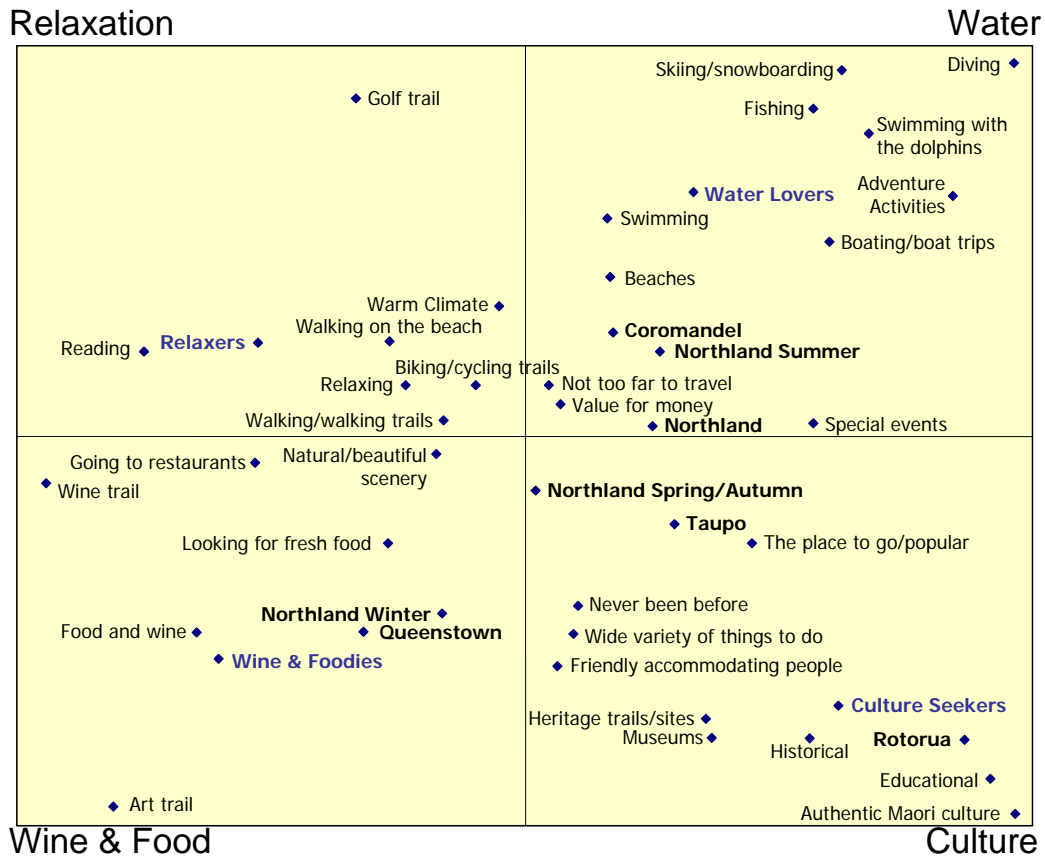 Relaxation
Water
Skiing/snowboarding
Diving
Golf trail
Fishing
Swimming with
the dolphins
Adventure
Activities
Water Lovers
Swimming
Boating/boat trips
Beaches
Warm Climate
Walking on the beach
Coromandel
Reading
Relaxers
Northland Summer
Biking/cycling trails
Relaxing
Not too far to travel
Value for money
Walking/walking trails
Northland
Special events
Going to restaurants
Natural/beautiful
scenery
Wine trail
Northland Spring/Autumn
Taupo
Looking for fresh food
The place to go/popular
Never been before
Northland Winter
Food and wine
Queenstown
Wide variety of things to do
Wine & Foodies
Friendly accommodating people
Culture Seekers
Heritage trails/sites
Museums
Historical
Rotorua
Educational
Art trail
Authentic Maori culture
Wine & Food
Culture